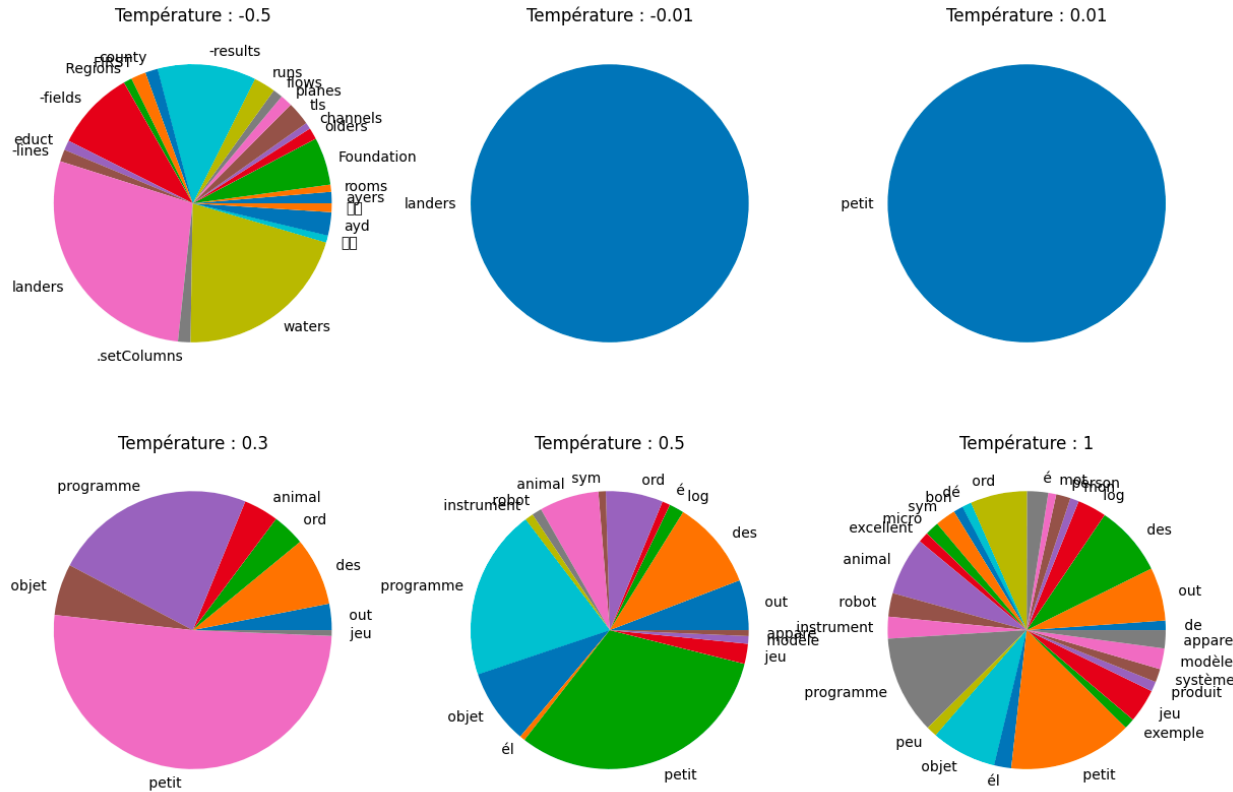 Température : -0.5
-results
runs
flows
planes
tls
channels
olders
Foundation
rooms
ayers
ayd
waters
.setColumns
landers
-lines
educt
-fields
Regions
FIRST
county
Température : -0.01
landers
Température : 0.01
petit
Température : 0.3
programme
animal
ord
des
out
jeu
petit
objet
Température : 0.5
sym
ord
é
log
des
out
appare
modèle
jeu
petit
él
objet
programme
instrument
robot
animal
Température : 1
é
mot
person
mon
log
des
out
de
appare
modèle
système
produit
jeu
exemple
petit
él
objet
peu
programme
instrument
robot
animal
excellent
micro
sym
bon
dé
ord